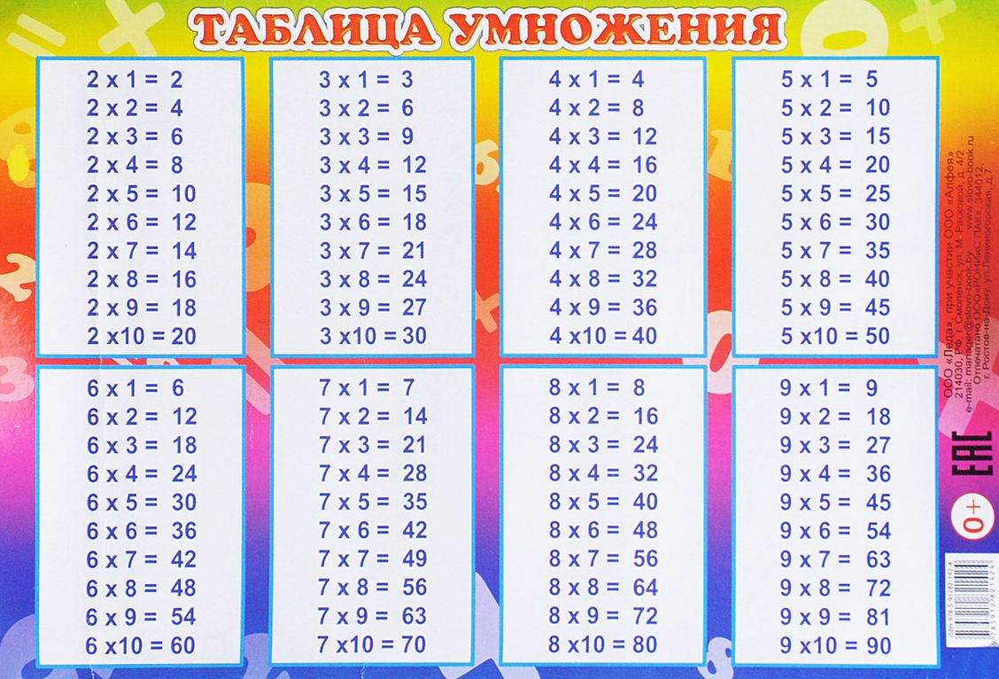 ТАБЛИЦА УМНОЖЕНИЯ
2 x 1 = 2
2 x 2 = 4
2 x 3 = 6
2 x 4 = 8
2 x 5 = 10
2 x 6 = 12
2 x 7 = 14
2 x 8 = 16
2 x 9 = 18
2 x10 = 20
3 x 1 = 3
3 x 2 = 6
3 x 3 = 9
3 x 4 = 12
3 x 5 = 15
3 x 6 = 18
3 x 7 = 21
3 x 8 = 24
3 x 9 = 27
3 x10 = 30
4 x 1 = 4
4 x 2 = 8
4 x 3 = 12
4 x 4 = 16
4 x 5 = 20
4 x 6 = 24
4 x 7 = 28
4 x 8 = 32
4 x 9 = 36
4 x10 = 40
5 x 1 = 5
5 x 2 = 10
5 x 3 = 15
5 x 4 = 20
5 x 5 = 25
5 x 6 = 30
5 x 7 = 35
5 x 8 = 40
5 x 9 = 45
5 x10 = 50
6 x 1 = 6
6 x 2 = 12
6 x 3 = 18
6 x 4 = 24
6 x 5 = 30
6 x 6 = 36
6 x 7 = 42
6 x 8 = 48
6 x 9 = 54
6 x10 = 60
7 x 1 = 7
7 x 2 = 14
7 x 3 = 21
7 x 4 = 28
7 x 5 = 35
7 x 6 = 42
7 x 7 = 49
7 x 8 = 56
7 x 9 = 63
7 x10 = 70
8 x 1 = 8
8 x 2 = 16
8 x 3 = 24
8 x 4 = 32
8 x 5 = 40
8 x 6 = 48
8 x 7 = 56
8 x 8 = 64
8 x 9 = 72
8 x10 = 80
9 x 1 = 9
9 x 2 = 18
9 x 3 = 27
9 x 4 = 36
9 x 5 = 45
9 x 6 = 54
9 x 7 = 63
9 x 8 = 72
9 x 9 = 81
9 x10 = 90
ООО «Леда», при участии ООО «Алфея»
214030, РФ, г. Смоленск, ул. М. Расковой, д. 4/2
e-mail: manager@slovo-book.by www.slovo-book.ru
Отпечатано ООО«РОНИИС ПАК», 344012,
г. Ростов-на-Дону, ул.Лениногорская, д.7
EAC
0+
ISBN 978-5-91282-142-4
9785912821424